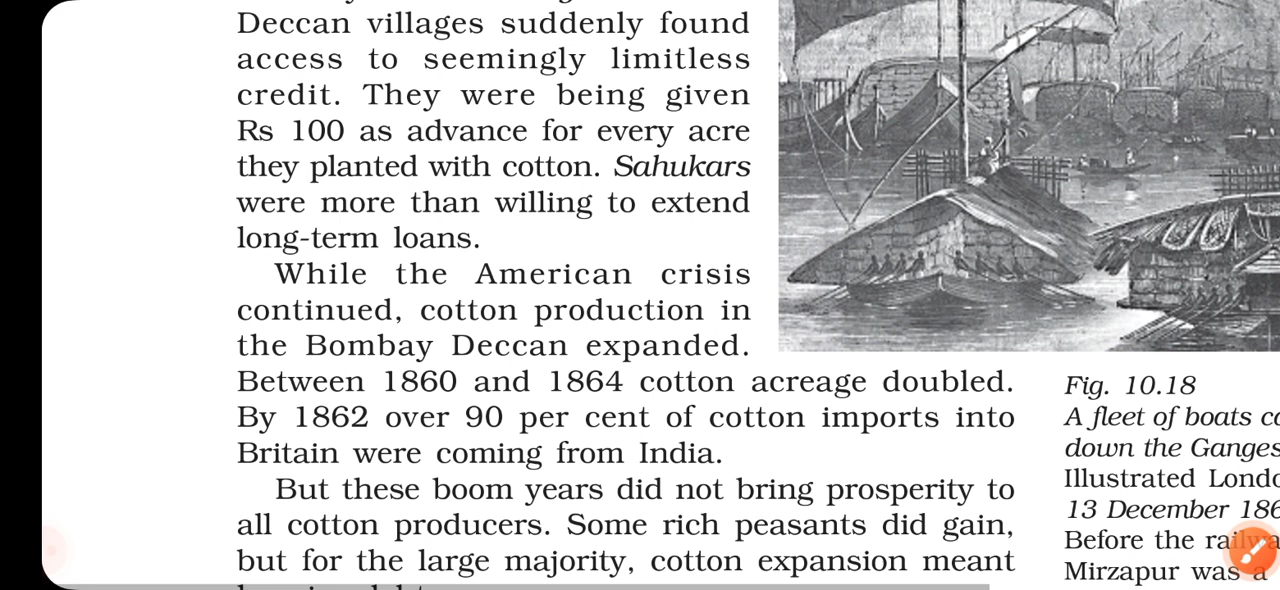 Deccan villages suddenly found
access to seemingly limitless
credit. They were being given
Rs 100 as advance for every acre
they planted with cotton. Sahukars
were more than willing to extend
long-term loans.
While the American crisis
continued, cotton production in
the Bombay Deccan expanded.
Between 1860 and 1864 cotton acreage doubled.
By 1862 over 90 per cent of cotton imports into
Britain were coming from India.
But these boom years did not bring prosperity to
all cotton producers. Some rich peasants did gain,
but for the large majority, cotton expansion meant
Fig. 10.18
A fleet of boats
down the Ganges
Illustrated
13 December
Before the
Mirzapur was a